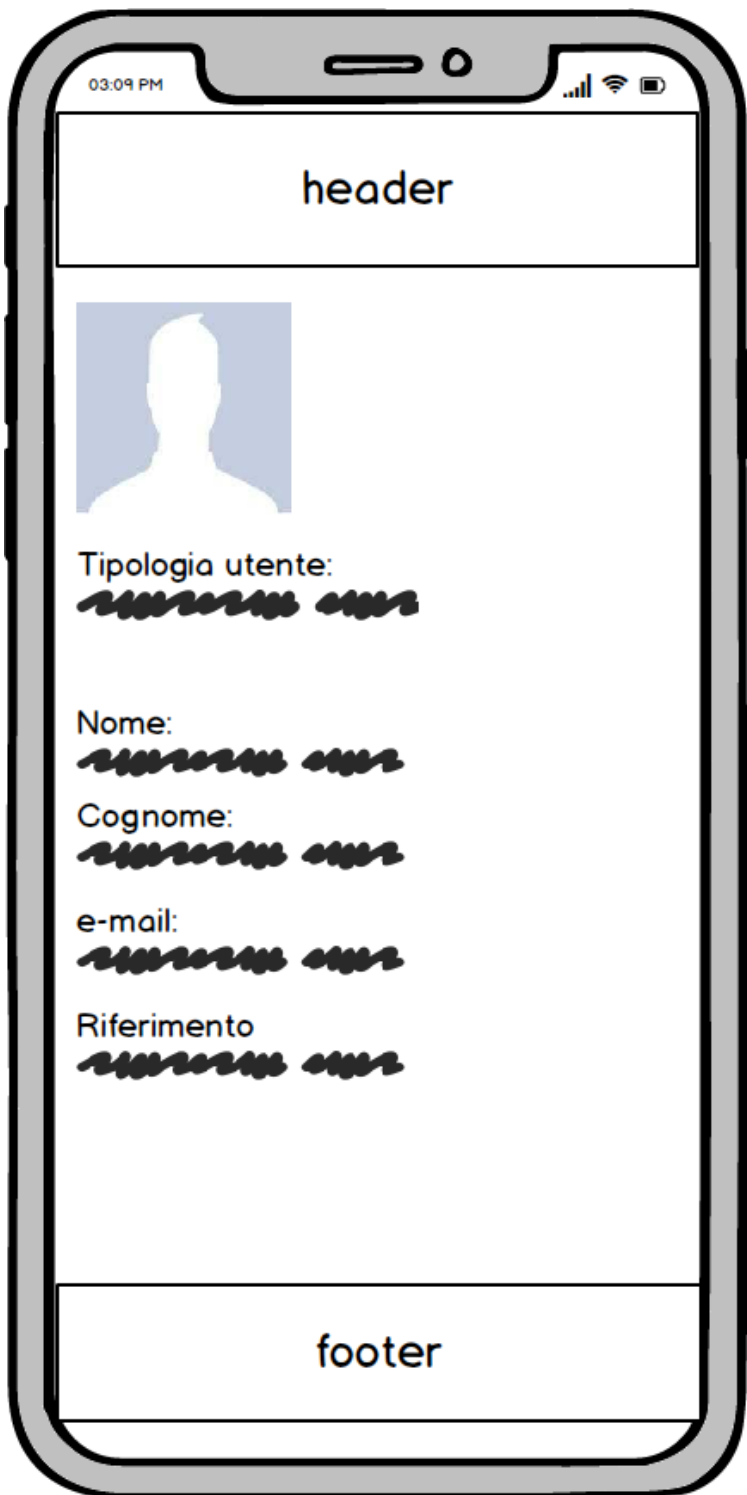 03:09 PM
header
Tipologia utente:
Nome:
Cognome:
e-mail:
Riferimento
footer